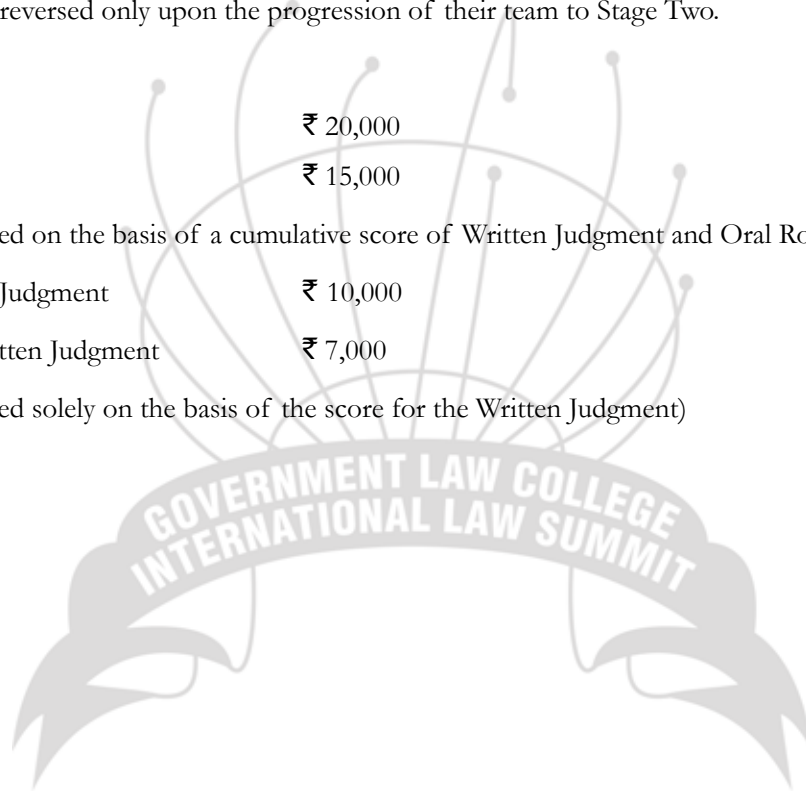 reversed only upon the progression of their team to Stage Two.
₹ 20,000
₹ 15,000
ed on the basis of a cumulative score of Written Judgment and Oral Ro
Judgment ₹ 10,000
tten Judgment ₹ 7,000
ed solely on the basis of the score for the Written Judgment)
GOVERNMENT LAW COLLEGE
INTERNATIONAL LAW SUMMIT